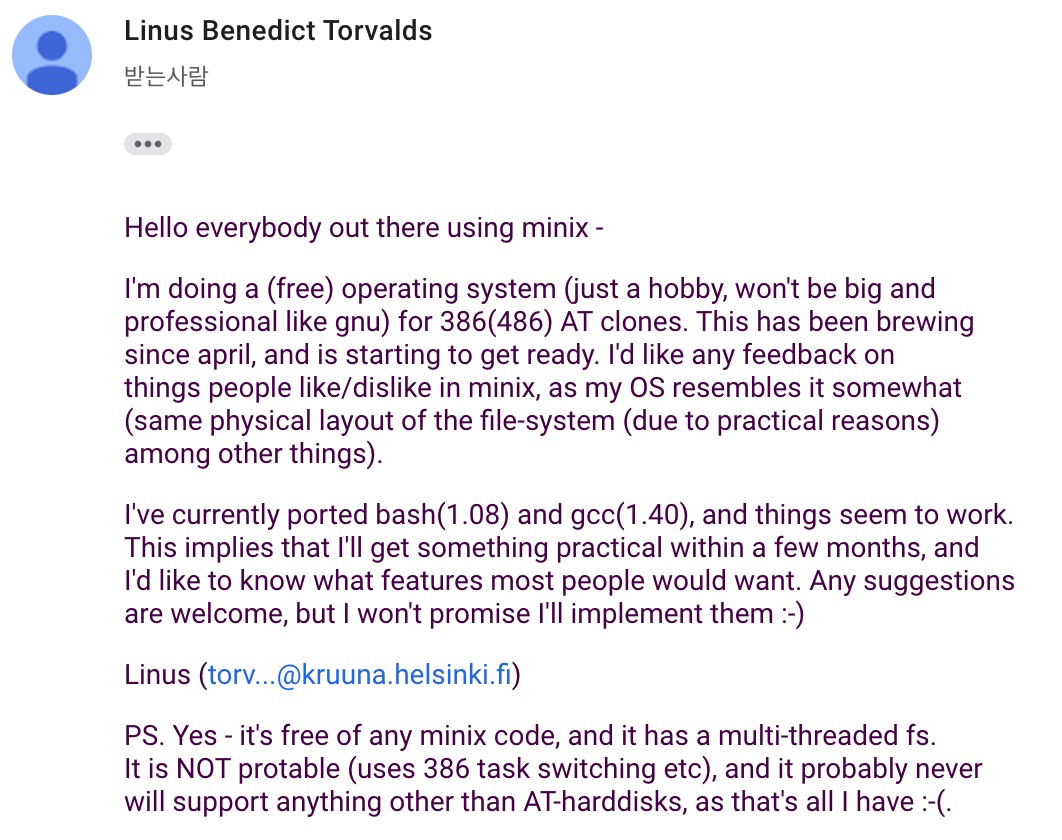 Linus Benedict Torvalds
받는사람
Hello everybody out there using minix -
I'm doing a (free) operating system (just a hobby, won't be big and
professional like gnu) for 386(486) AT clones. This has been brewing
since april, and is starting to get ready. I'd like any feedback on
things people like/dislike in minix, as my OS resembles it somewhat
(same physical layout of the file-system (due to practical reasons)
among other things).
I've currently ported bash(1.08) and gcc(1.40), and things seem to work.
This implies that I'll get something practical within a few months, and
I'd like to know what features most people would want. Any suggestions
are welcome, but I won't promise I'll implement them :-)
Linus (torv...@kruuna.helsinki.fi)
PS. Yes - it's free of any minix code, and it has a multi-threaded fs.
It is NOT protable (uses 386 task switching etc), and it probably never
will support anything other than AT-harddisks, as that's all I have :-(.